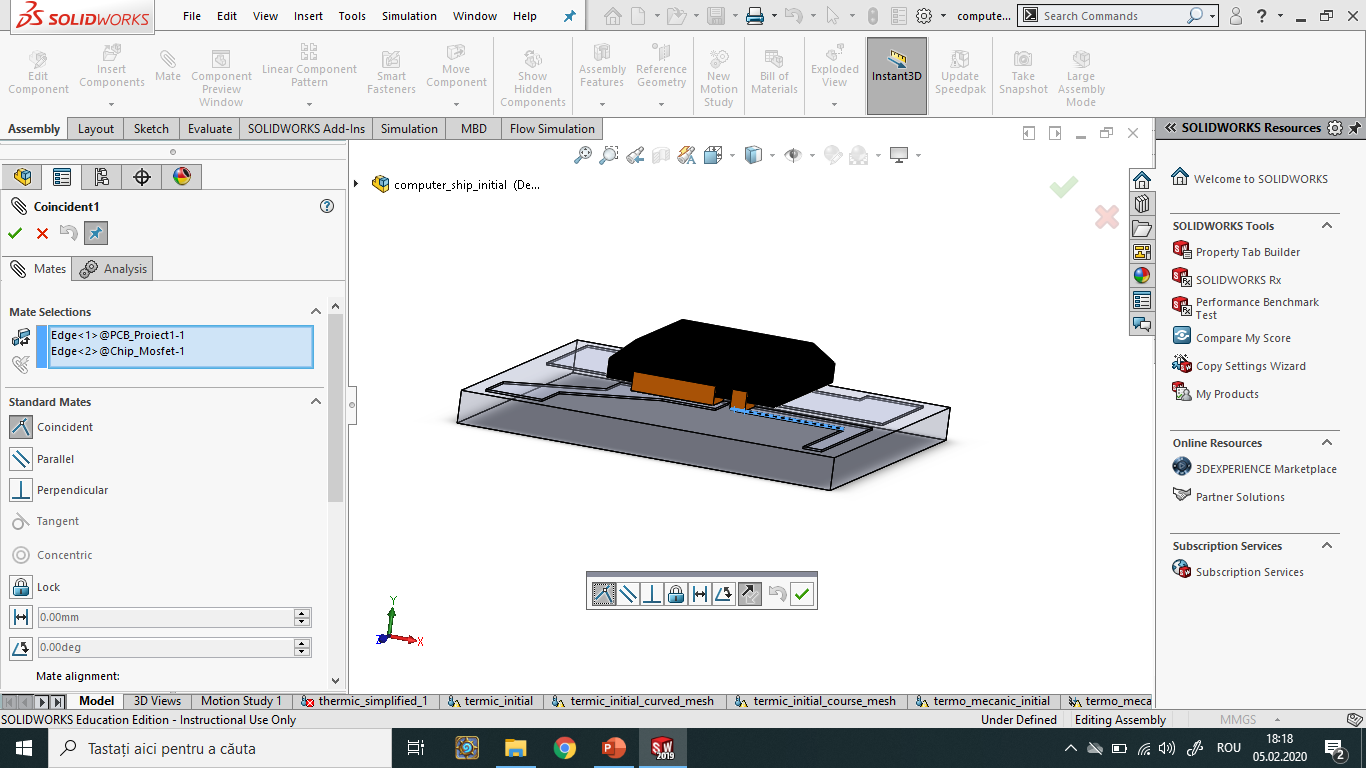 SOLIDWORKS
File Edit View Insert Tools Simulation Window Help
compute...
Search Commands
?
Edit Component
Insert Components
Mate
Component Preview Window
Linear Component Pattern
Smart Fasteners
Move Component
Show Hidden Components
Assembly Features
Reference Geometry
New Motion Study
Bill of Materials
Exploded View
Instant3D
Update Speedpak
Take Snapshot
Large Assembly Mode
Assembly Layout Sketch Evaluate SOLIDWORKS Add-Ins Simulation MBD Flow Simulation
Coincident1
Mates Analysis
Mate Selections
Edge<1>@PCB_Proiect1-1
Edge<2>@Chip_Mosfet-1
Standard Mates
Coincident
Parallel
Perpendicular
Tangent
Concentric
Lock
0.00mm
0.00deg
Mate alignment:
computer_ship_initial (De...
Y
X
Z
SOLIDWORKS Resources
Welcome to SOLIDWORKS
SOLIDWORKS Tools
Property Tab Builder
SOLIDWORKS Rx
Performance Benchmark
Test
Compare My Score
Copy Settings Wizard
My Products
Online Resources
3DEXPERIENCE Marketplace
Partner Solutions
Subscription Services
Subscription Services
Model 3D Views Motion Study 1 thermic_simplified_1 termic_initial termic_initial_curved_mesh termic_initial_course_mesh termo_mecanic_initial termo_meca
SOLIDWORKS Education Edition - Instructional Use Only
Under Defined Editing Assembly MMGS
Tastați aici pentru a căuta
SW 2019
ROU
18:18
05.02.2020
2